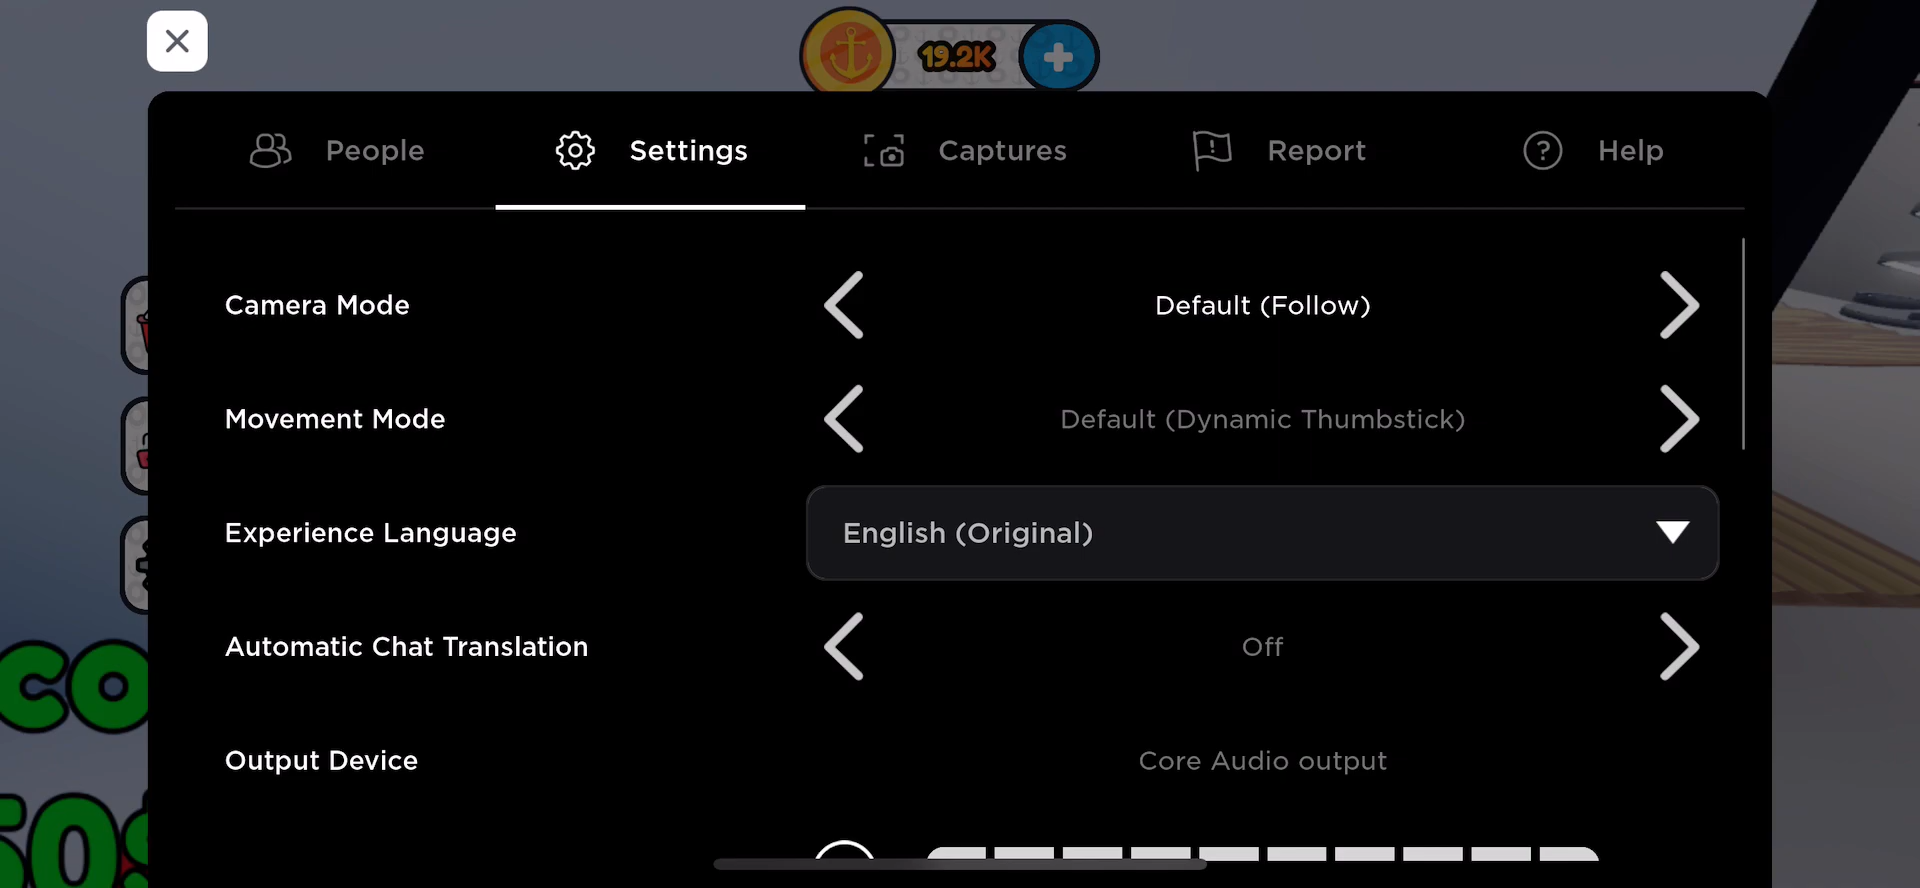 19.2K
People
Settings
Captures
Report
Help
Camera Mode
Default (Follow)
Movement Mode
Default (Dynamic Thumbstick)
Experience Language
English (Original)
Automatic Chat Translation
Off
CO
Output Device
Core Audio output